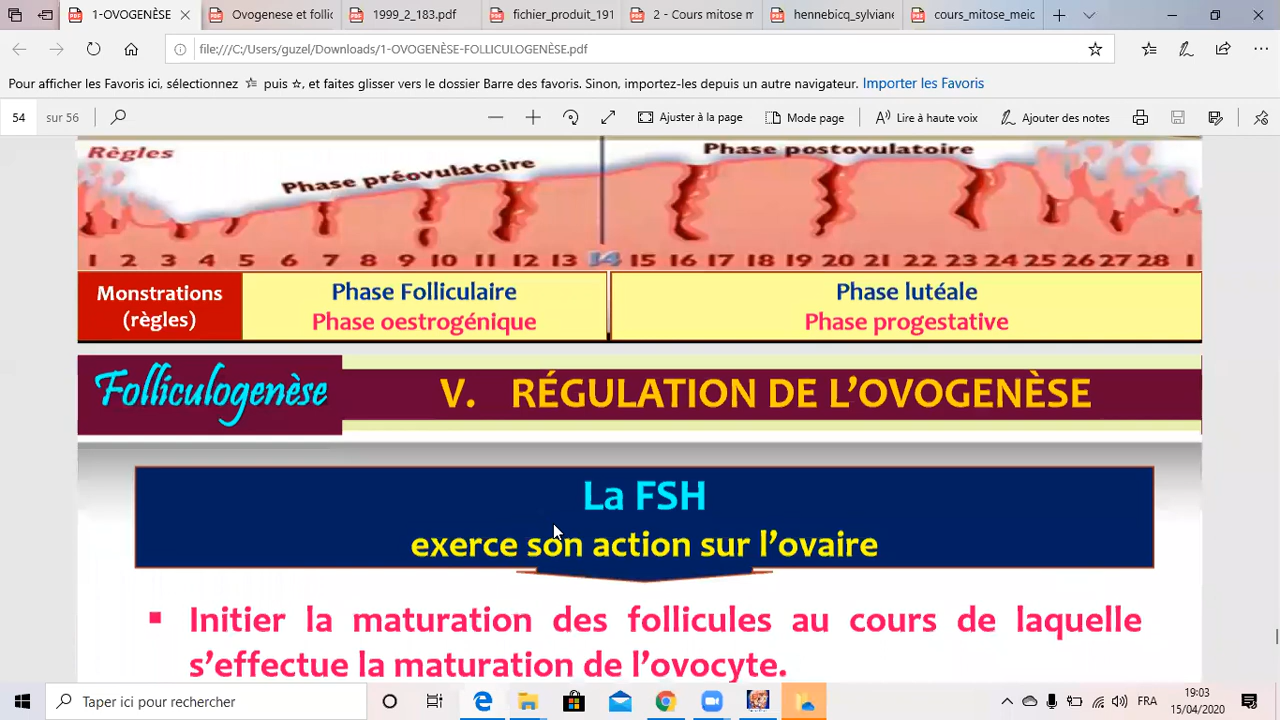 1-OVOGENÈSE
Ovogenese et follic
1999_2_183.pdf
fichier_produit_191
2 - Cours mitose m
hennebicq_sylviane
cours_mitose_meic
file:///C:/Users/guzel/Downloads/1-OVOGENÈSE-FOLLICULOGENÈSE.pdf
Pour afficher les Favoris ici, sélectionnez puis, et faites glisser vers le dossier Barre des favoris. Sinon, importez-les depuis un autre navigateur. Importer les Favoris
54 sur 56 Ajuster à la page Mode page Lire à haute voix Ajouter des notes
Règles
Phase préovulatoire
Phase postovulatoire
1 2 3 4 5 6 7 8 9 10 11 12 13 14 15 16 17 18 19 20 21 22 23 24 25 26 27 28 1
Monstrations
(règles)
Phase Folliculaire
Phase oestrogénique
Phase lutéale
Phase progestative
Folliculogenèse
V. RÉGULATION DE L'OVOGENÈSE
La FSH
exerce son action sur l'ovaire
▪ Initier la maturation des follicules au cours de laquelle
s'effectue la maturation de l'ovocyte.
Taper ici pour rechercher
FRA
19:03
15/04/2020